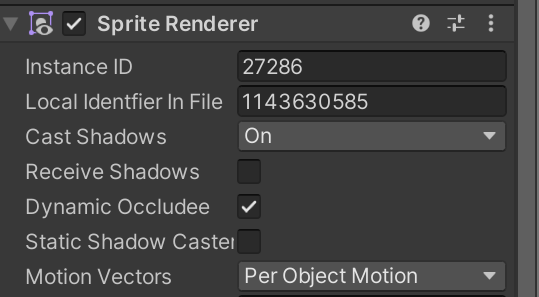 Sprite Renderer
Instance ID 27286
Local Identfier In File 1143630585
Cast Shadows On
Receive Shadows
Dynamic Occludee
Static Shadow Caster
Motion Vectors Per Object Motion